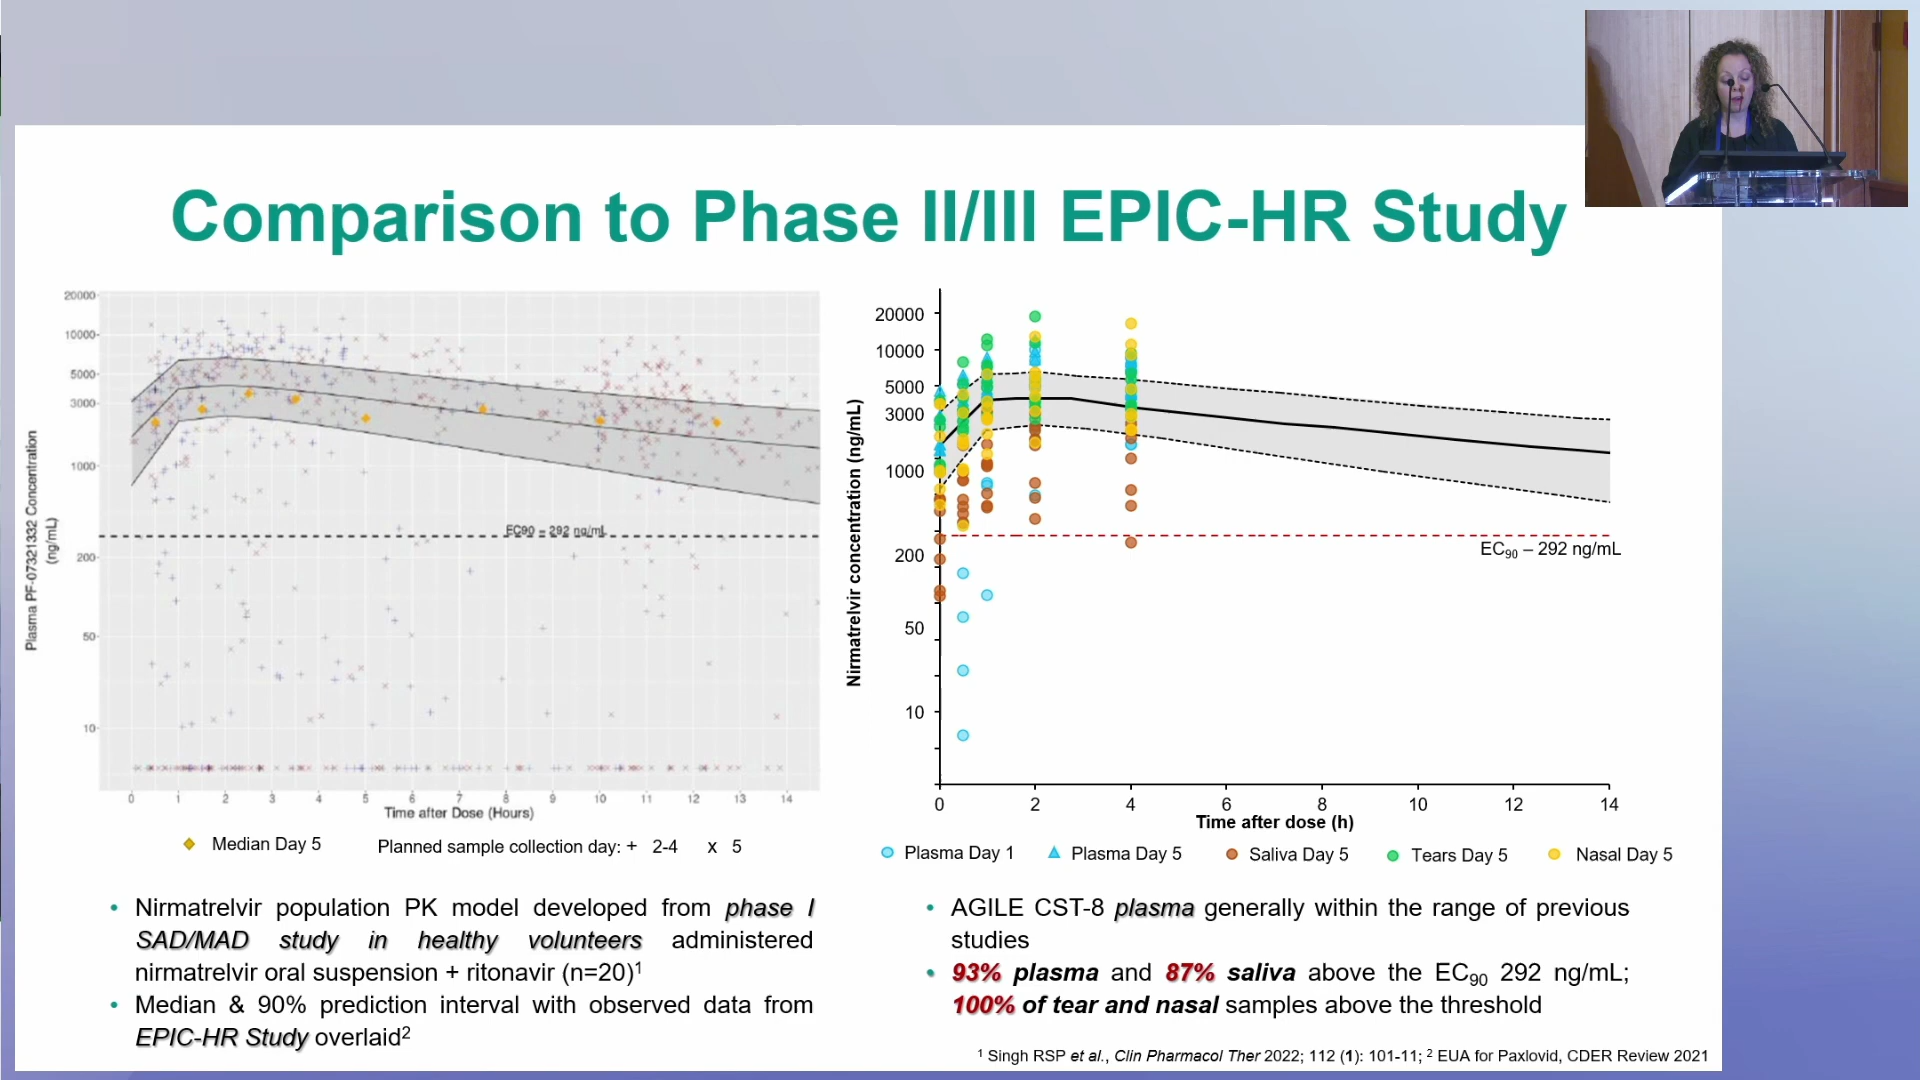 Comparison to Phase II/III EPIC-HR Study
Plasma PF-07321332 Concentration
(ng/mL)
20000
10000
5000
3000
1000
200
50
10
EC90 – 292 ng/mL
0 1 2 3 4 5 6 7 8 9 10 11 12 13 14
Time after Dose (Hours)
Median Day 5 Planned sample collection day: + 2-4 x 5
Nirmatrelvir concentration (ng/mL)
20000
10000
5000
3000
1000
200
50
10
EC90 – 292 ng/mL
0 2 4 6 8 10 12 14
Time after dose (h)
Plasma Day 1 Plasma Day 5 Saliva Day 5 Tears Day 5 Nasal Day 5
• Nirmatrelvir population PK model developed from phase I
SAD/MAD study in healthy volunteers administered
nirmatrelvir oral suspension + ritonavir (n=20)1
• Median & 90% prediction interval with observed data from
EPIC-HR Study overlaid2
• AGILE CST-8 plasma generally within the range of previous
studies
• 93% plasma and 87% saliva above the EC90 292 ng/mL;
100% of tear and nasal samples above the threshold
1 Singh RSP et al., Clin Pharmacol Ther 2022; 112 (1): 101-11; 2 EUA for Paxlovid, CDER Review 2021